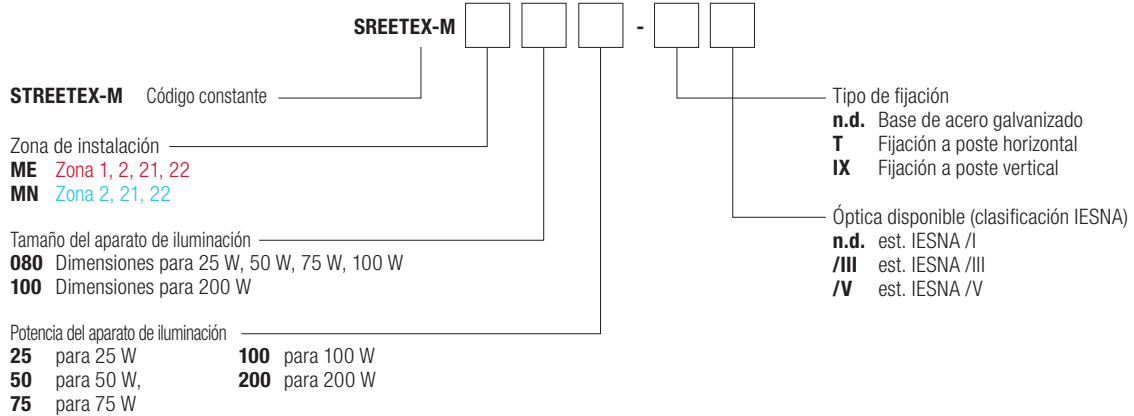 SREETEX-M -
STREETEX-M Código constante
Zona de instalación
ME Zona 1, 2, 21, 22
MN Zona 2, 21, 22
Tamaño del aparato de iluminación
080 Dimensiones para 25 W, 50 W, 75 W, 100 W
100 Dimensiones para 200 W
Potencia del aparato de iluminación
25 para 25 W 100 para 100 W
50 para 50 W, 200 para 200 W
75 para 75 W
Tipo de fijación
n.d. Base de acero galvanizado
T Fijación a poste horizontal
IX Fijación a poste vertical
Óptica disponible (clasificación IESNA)
n.d. est. IESNA /I
/III est. IESNA /III
/V est. IESNA /V